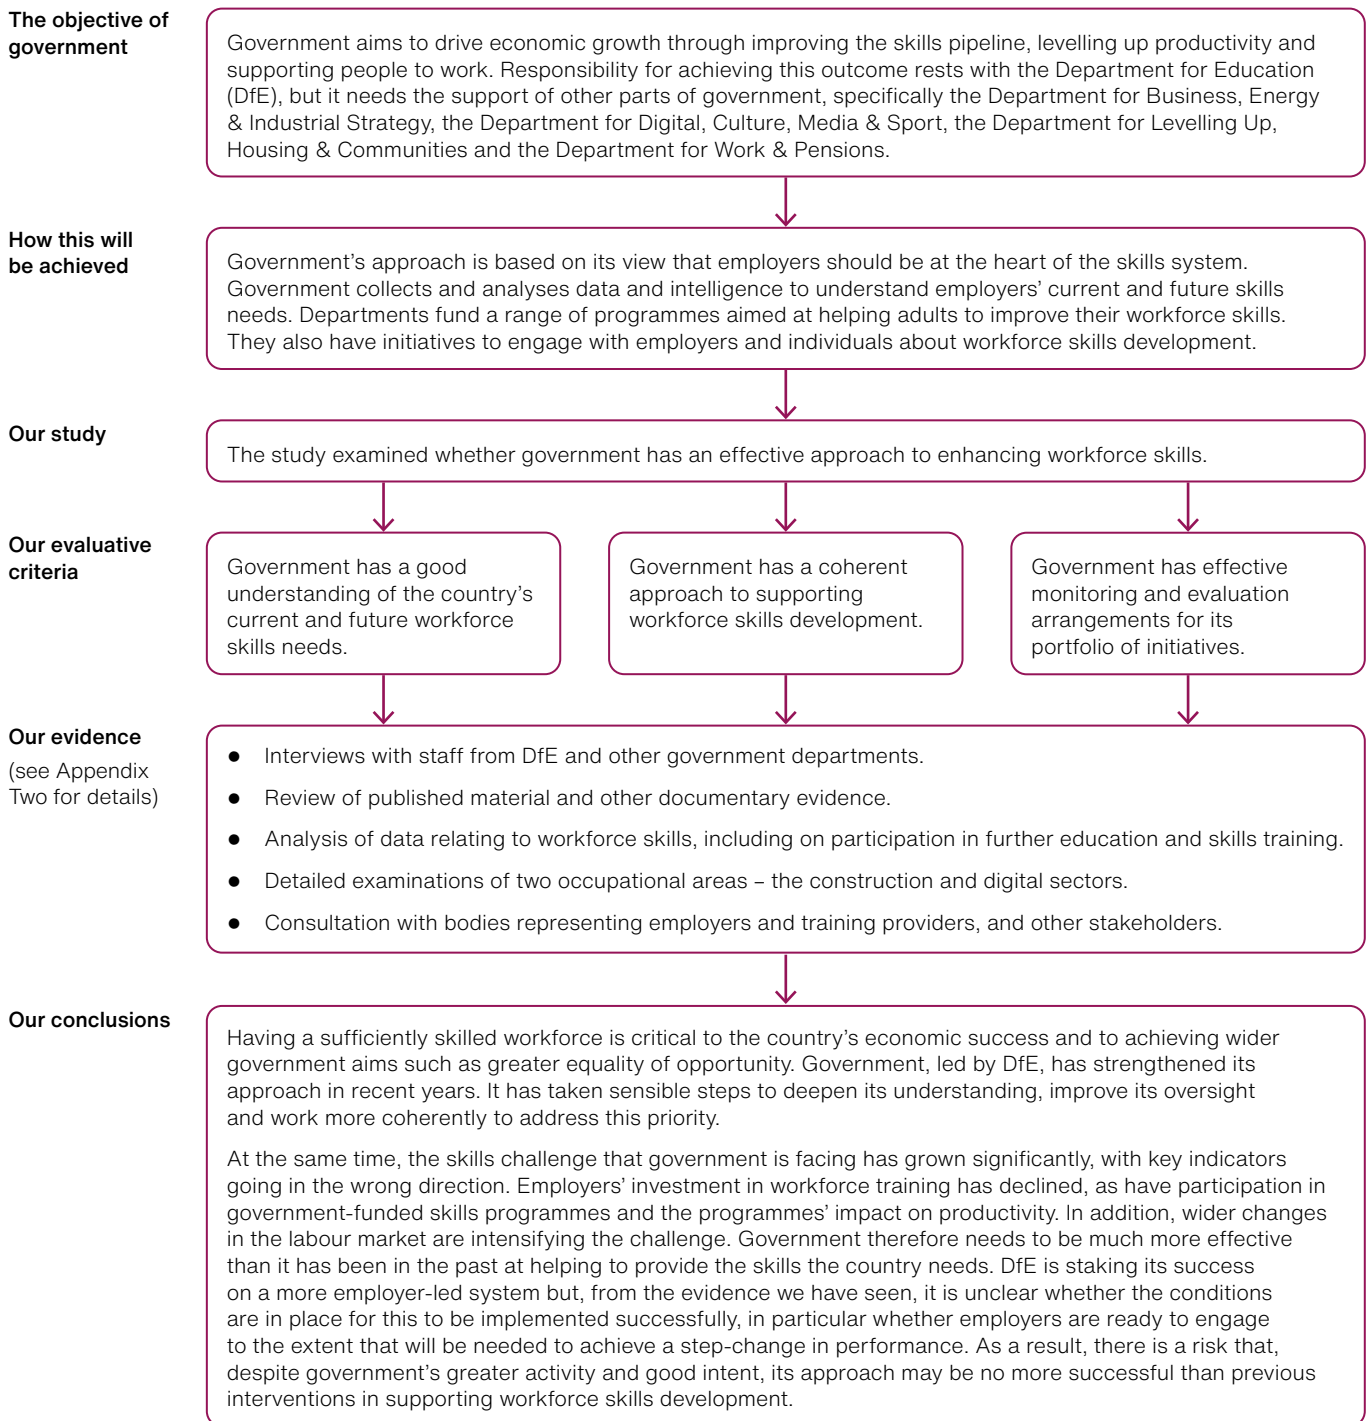 The objective of
government
Government aims to drive economic growth through improving the skills pipeline, levelling up productivity and
supporting people to work. Responsibility for achieving this outcome rests with the Department for Education
(DfE), but it needs the support of other parts of government, specifically the Department for Business, Energy
& Industrial Strategy, the Department for Digital, Culture, Media & Sport, the Department for Levelling Up,
Housing & Communities and the Department for Work & Pensions.
How this will
be achieved
Government's approach is based on its view that employers should be at the heart of the skills system.
Government collects and analyses data and intelligence to understand employers' current and future skills
needs. Departments fund a range of programmes aimed at helping adults to improve their workforce skills.
They also have initiatives to engage with employers and individuals about workforce skills development.
Our study
The study examined whether government has an effective approach to enhancing workforce skills.
Our evaluative
criteria
Government has a good
understanding of the country's
current and future workforce
skills needs.
Government has a coherent
approach to supporting
workforce skills development.
Government has effective
monitoring and evaluation
arrangements for its
portfolio of initiatives.
Our evidence
(see Appendix
Two for details)
● Interviews with staff from DfE and other government departments.
● Review of published material and other documentary evidence.
● Analysis of data relating to workforce skills, including on participation in further education and skills training.
● Detailed examinations of two occupational areas – the construction and digital sectors.
● Consultation with bodies representing employers and training providers, and other stakeholders.
Our conclusions
Having a sufficiently skilled workforce is critical to the country's economic success and to achieving wider
government aims such as greater equality of opportunity. Government, led by DfE, has strengthened its
approach in recent years. It has taken sensible steps to deepen its understanding, improve its oversight
and work more coherently to address this priority.
At the same time, the skills challenge that government is facing has grown significantly, with key indicators
going in the wrong direction. Employers' investment in workforce training has declined, as have participation in
government-funded skills programmes and the programmes' impact on productivity. In addition, wider changes
in the labour market are intensifying the challenge. Government therefore needs to be much more effective
than it has been in the past at helping to provide the skills the country needs. DfE is staking its success
on a more employer-led system but, from the evidence we have seen, it is unclear whether the conditions
are in place for this to be implemented successfully, in particular whether employers are ready to engage
to the extent that will be needed to achieve a step-change in performance. As a result, there is a risk that,
despite government's greater activity and good intent, its approach may be no more successful than previous
interventions in supporting workforce skills development.